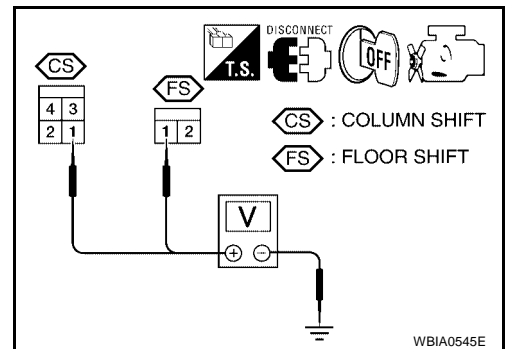 DISCONNECT
T.S.
OFF
CS
FS
4 3
2 1
1 2
CS : COLUMN SHIFT
FS : FLOOR SHIFT
V
+ −
WBIA0545E